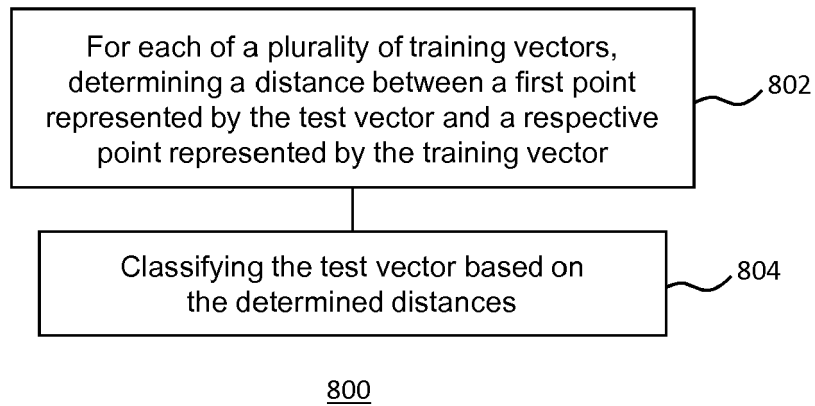 For each of a plurality of training vectors,
determining a distance between a first point
represented by the test vector and a respective
point represented by the training vector
802
Classifying the test vector based on
the determined distances
804
800